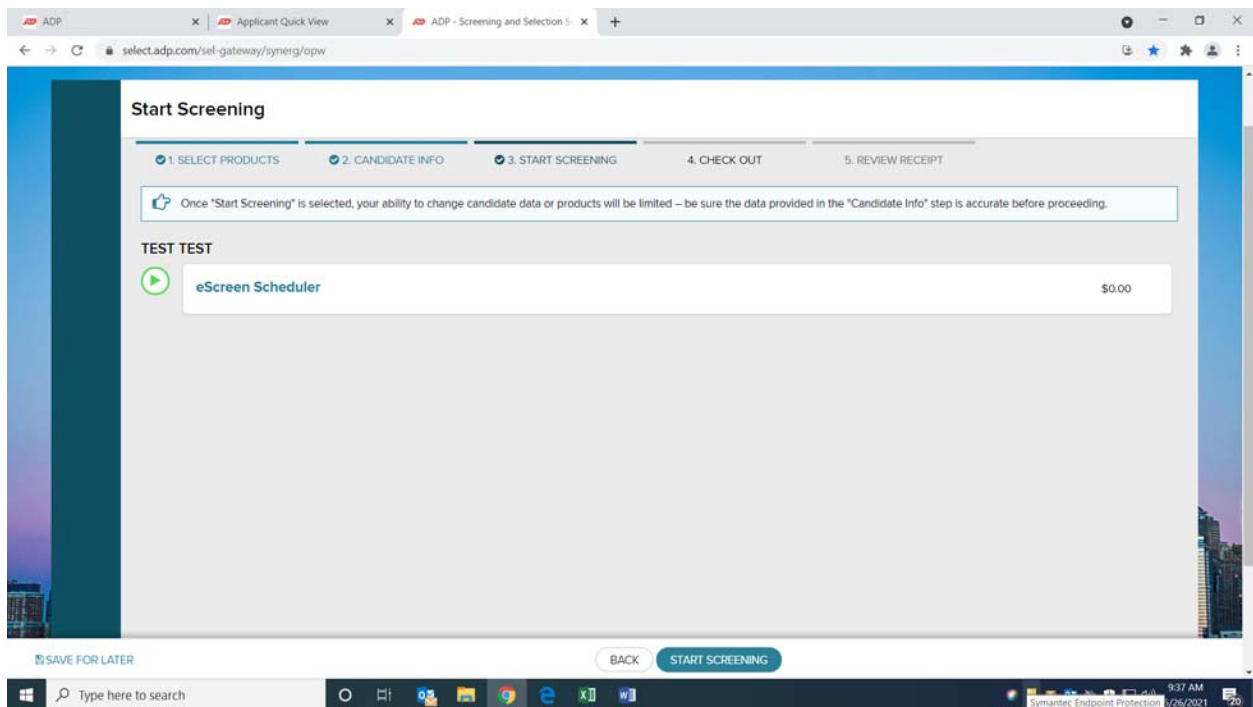 ADP
Applicant Quick View
ADP - Screening and Selection S
select.adp.com/sel-gateway/synerg/opw
Start Screening
1. SELECT PRODUCTS
2. CANDIDATE INFO
3. START SCREENING
4. CHECK OUT
5. REVIEW RECEIPT
Once "Start Screening" is selected, your ability to change candidate data or products will be limited – be sure the data provided in the "Candidate Info" step is accurate before proceeding.
TEST TEST
eScreen Scheduler
$0.00
SAVE FOR LATER
BACK
START SCREENING
Type here to search
9:37 AM
Symantec Endpoint Protection
/26/2021
20